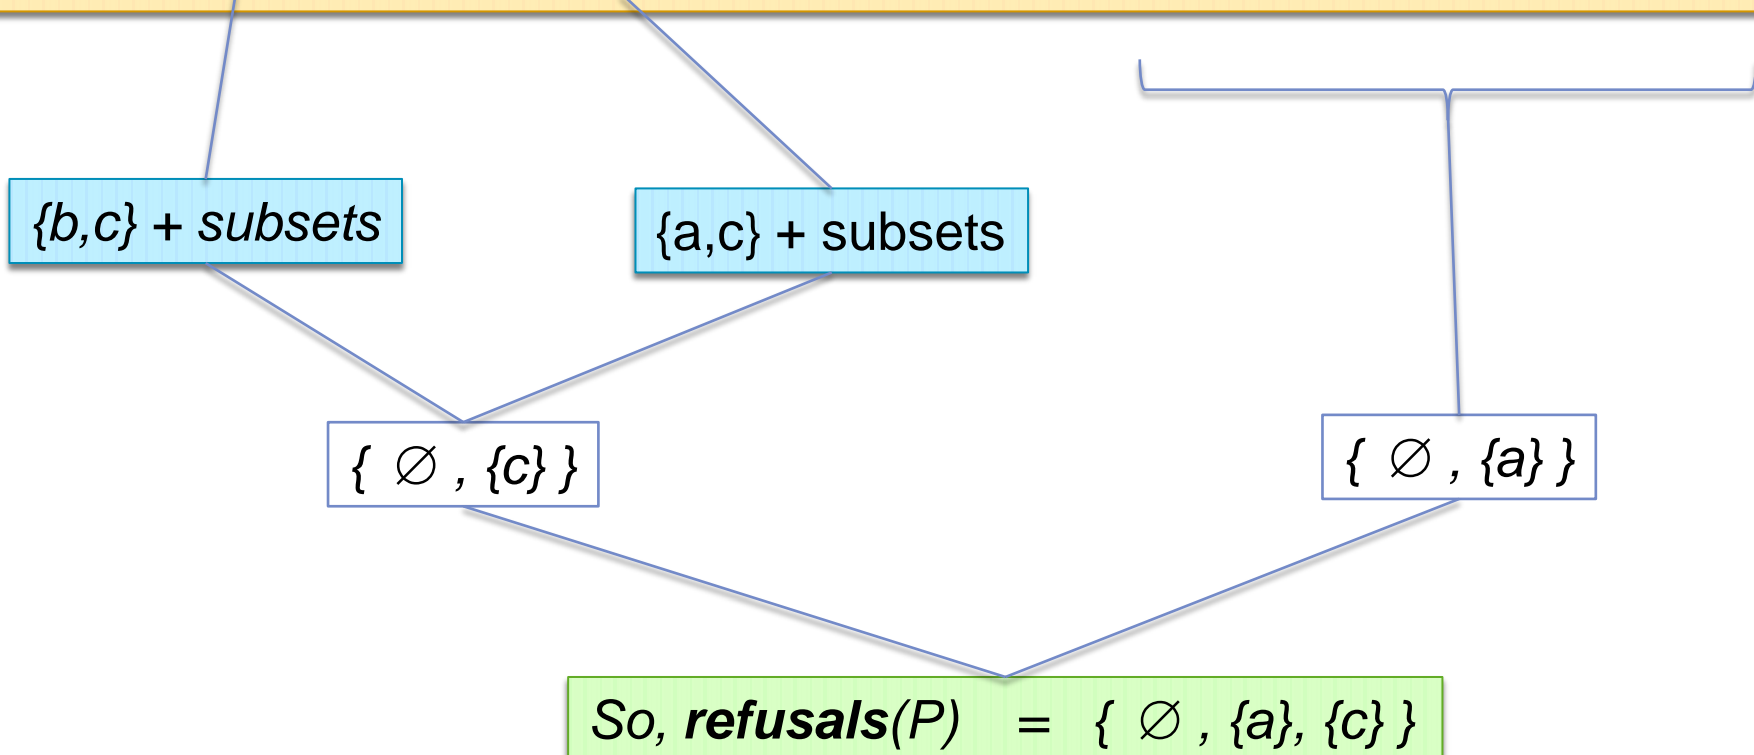 {b,c} + subsets
{a,c} + subsets
{ ∅ , {c} }
{ ∅ , {a} }
So, refusals(P) = { ∅ , {a}, {c} }